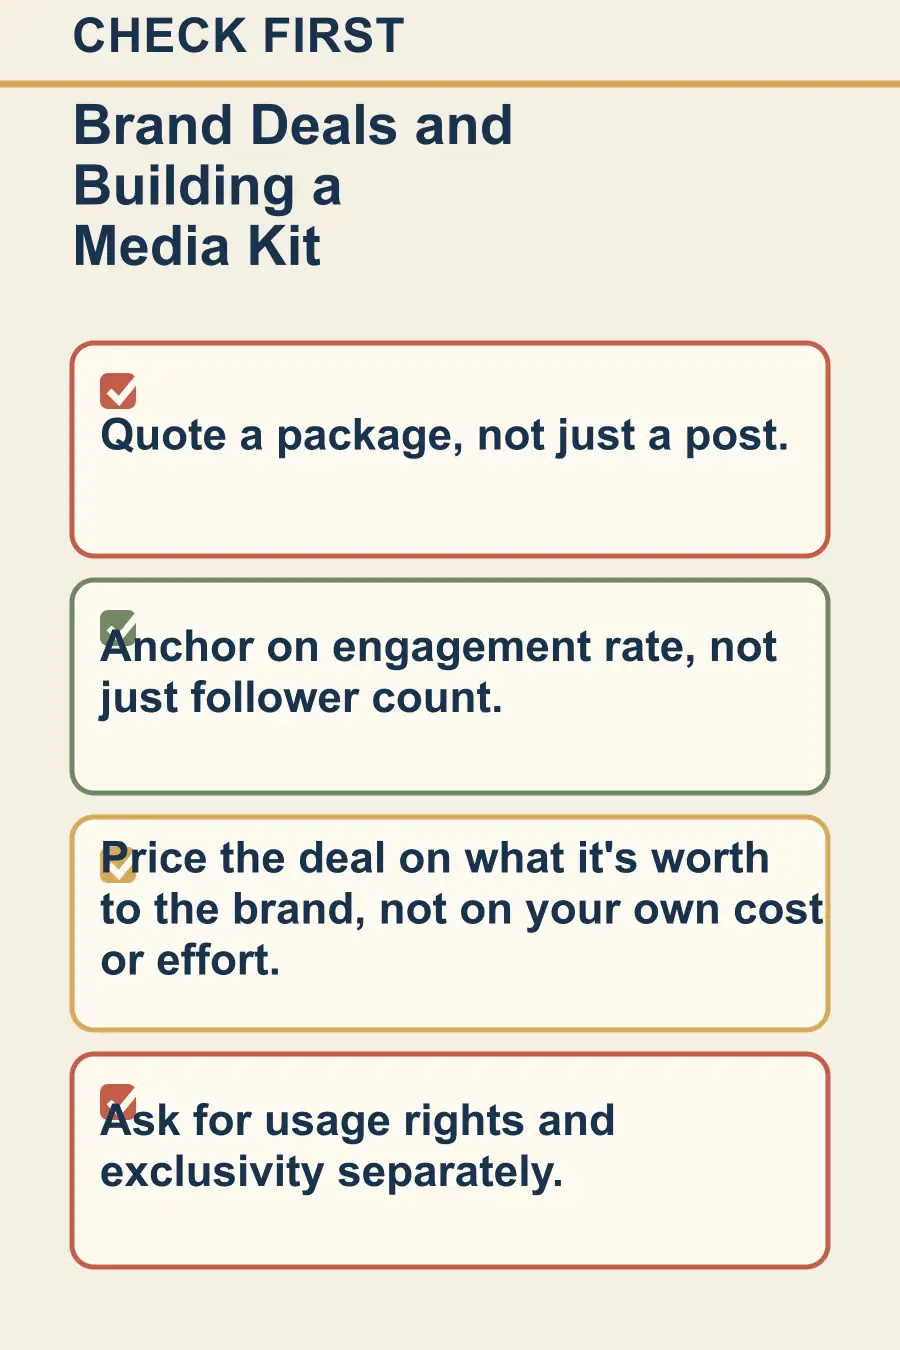 CHECK FIRST
Brand Deals and
Building a
Media Kit
Quote a package, not just a post.
Anchor on engagement rate, not
just follower count.
Price the deal on what it's worth
to the brand, not on your own cost
or effort.
Ask for usage rights and
exclusivity separately.